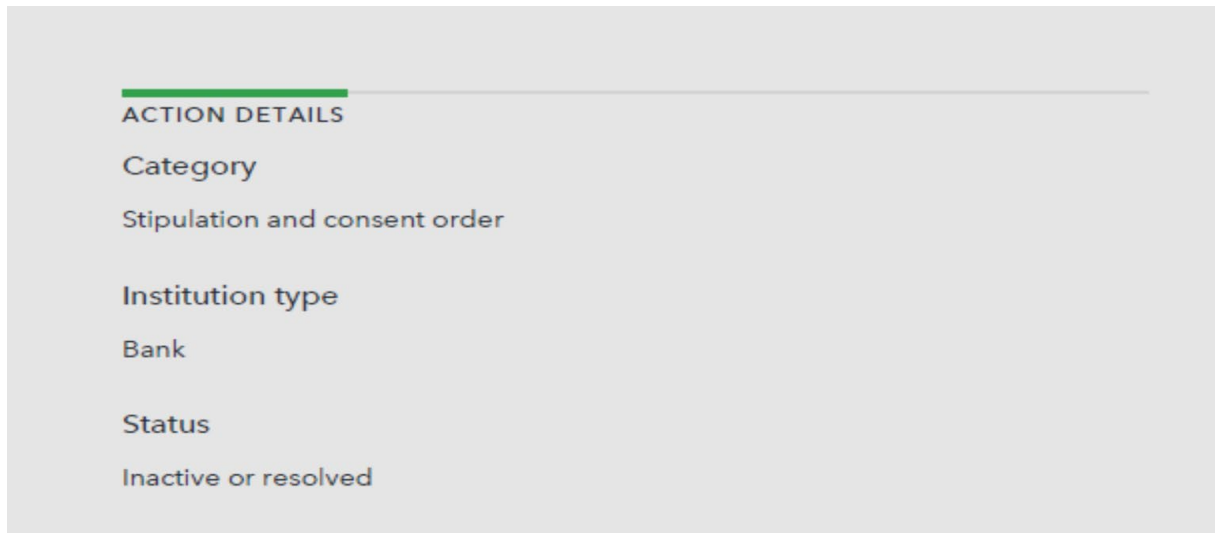 ACTION DETAILS
Category
Stipulation and consent order
Institution type
Bank
Status
Inactive or resolved